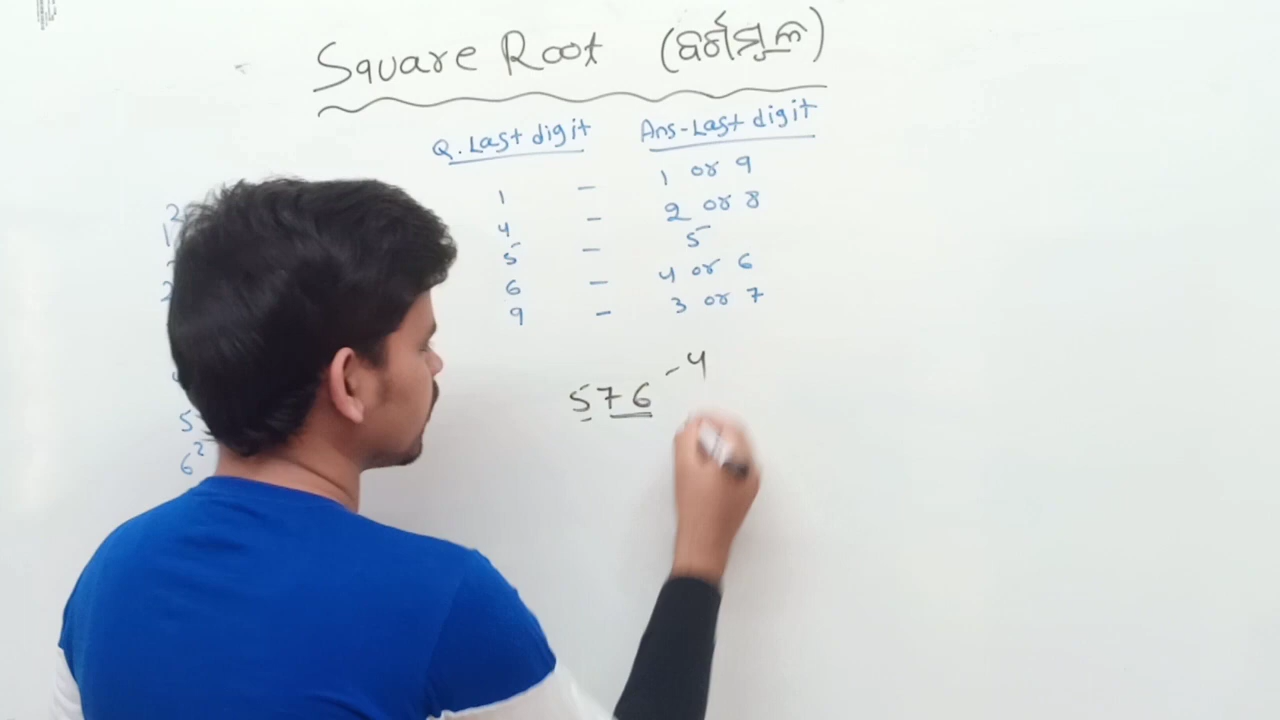 Square Root (ବର୍ଗମୂଳ)
Q. Last digit Ans-Last digit
1 - 1 or 9
4 - 2 or 8
5 - 5
6 - 4 or 6
9 - 3 or 7
576 - 4
6²